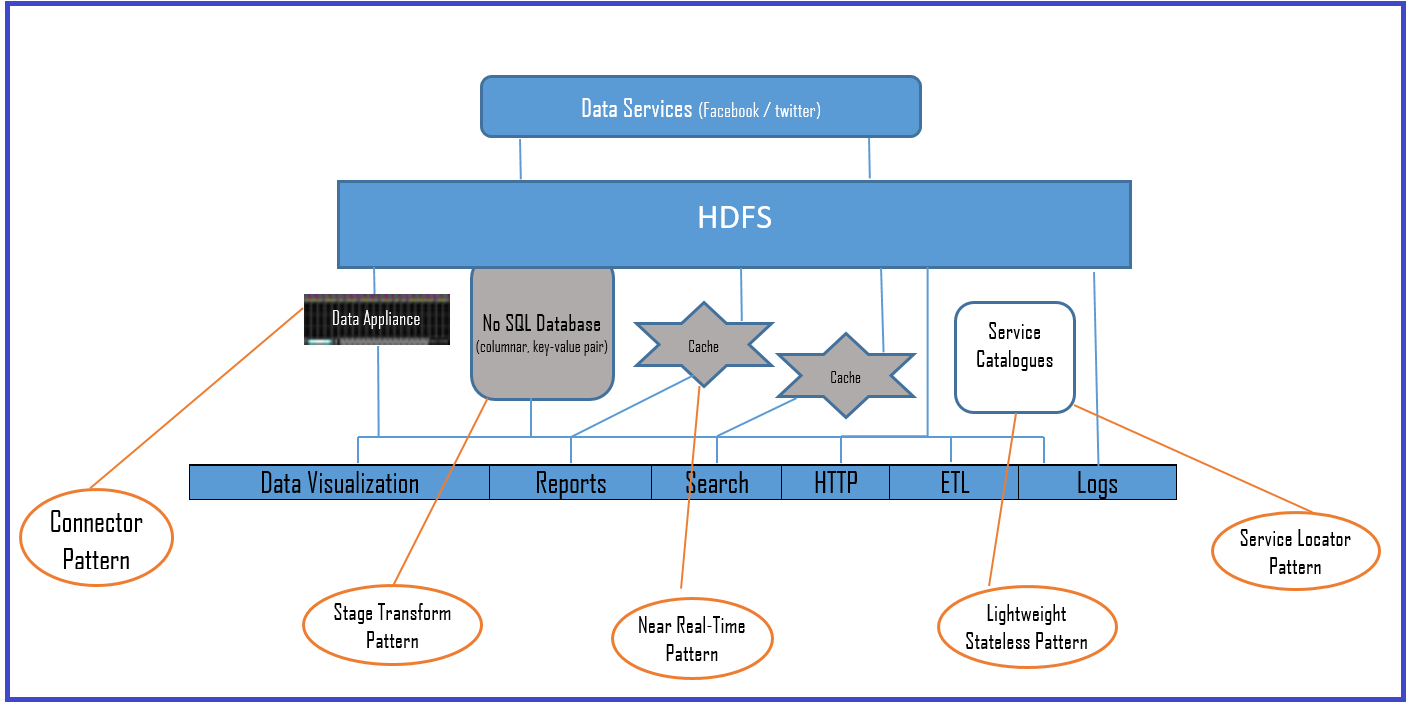 Data Services (Facebook / twitter)
HDFS
Data Appliance
No SQL Database
(columnar, key-value pair)
Cache
Cache
Service
Catalogues
Data Visualization
Reports
Search
HTTP
ETL
Logs
Connector
Pattern
Stage Transform
Pattern
Near Real-Time
Pattern
Lightweight
Stateless Pattern
Service Locator
Pattern